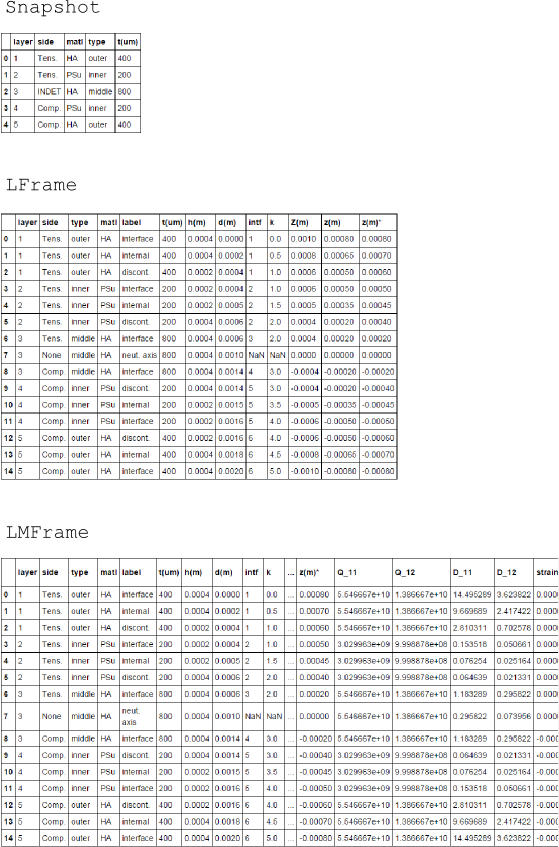 Snapshot
layer side matl type t(um)
0 1 Tens. HA outer 400
1 2 Tens. PSu inner 200
2 3 INDET HA middle 800
3 4 Comp. PSu inner 200
4 5 Comp. HA outer 400
LFrame
layer side type matl label t(um) h(m) d(m) intf k Z(m) z(m) z(m)*
0 1 Tens. outer HA interface 400 0.0004 0.0000 1 0.0 0.0010 0.00080 0.00080
1 1 Tens. outer HA internal 400 0.0004 0.0002 1 0.5 0.0008 0.00065 0.00070
2 1 Tens. outer HA discont. 400 0.0002 0.0004 1 1.0 0.0006 0.00050 0.00060
3 2 Tens. inner PSu interface 200 0.0002 0.0004 2 1.0 0.0006 0.00050 0.00050
4 2 Tens. inner PSu internal 200 0.0002 0.0005 2 1.5 0.0005 0.00035 0.00045
5 2 Tens. inner PSu discont. 200 0.0004 0.0006 2 2.0 0.0004 0.00020 0.00040
6 3 Tens. middle HA interface 800 0.0004 0.0006 3 2.0 0.0004 0.00020 0.00020
7 3 None middle HA neut. axis 800 0.0004 0.0010 NaN NaN 0.0000 0.00000 0.00000
8 3 Comp. middle HA interface 800 0.0004 0.0014 4 3.0 -0.0004 -0.00020 -0.00020
9 4 Comp. inner PSu discont. 200 0.0004 0.0014 5 3.0 -0.0004 -0.00020 -0.00040
10 4 Comp. inner PSu internal 200 0.0002 0.0015 5 3.5 -0.0005 -0.00035 -0.00045
11 4 Comp. inner PSu interface 200 0.0002 0.0016 5 4.0 -0.0006 -0.00050 -0.00050
12 5 Comp. outer HA discont. 400 0.0002 0.0016 6 4.0 -0.0006 -0.00050 -0.00060
13 5 Comp. outer HA internal 400 0.0004 0.0018 6 4.5 -0.0008 -0.00065 -0.00070
14 5 Comp. outer HA interface 400 0.0004 0.0020 6 5.0 -0.0010 -0.00080 -0.00080
LMFrame
layer side type matl label t(um) h(m) d(m) intf k ... z(m)* Q_11 Q_12 D_11 D_12 strain
0 1 Tens. outer HA interface 400 0.0004 0.0000 1 0.0 ... 0.00080 5.546667e+10 1.386667e+10 14.495289 3.623822 0.000
1 1 Tens. outer HA internal 400 0.0004 0.0002 1 0.5 ... 0.00070 5.546667e+10 1.386667e+10 9.669689 2.417422 0.000
2 1 Tens. outer HA discont. 400 0.0002 0.0004 1 1.0 ... 0.00060 5.546667e+10 1.386667e+10 2.810311 0.702578 0.000
3 2 Tens. inner PSu interface 200 0.0002 0.0004 2 1.0 ... 0.00050 3.029963e+09 9.998878e+08 0.153518 0.050661 0.000
4 2 Tens. inner PSu internal 200 0.0002 0.0005 2 1.5 ... 0.00045 3.029963e+09 9.998878e+08 0.076254 0.025164 0.000
5 2 Tens. inner PSu discont. 200 0.0004 0.0006 2 2.0 ... 0.00040 3.029963e+09 9.998878e+08 0.064639 0.021331 0.000
6 3 Tens. middle HA interface 800 0.0004 0.0006 3 2.0 ... 0.00020 5.546667e+10 1.386667e+10 1.183289 0.295822 0.000
7 3 None middle HA neut. axis 800 0.0004 0.0010 NaN NaN ... 0.00000 5.546667e+10 1.386667e+10 0.295822 0.073956 0.000
8 3 Comp. middle HA interface 800 0.0004 0.0014 4 3.0 ... -0.00020 5.546667e+10 1.386667e+10 1.183289 0.295822 -0.00
9 4 Comp. inner PSu discont. 200 0.0004 0.0014 5 3.0 ... -0.00040 3.029963e+09 9.998878e+08 0.064639 0.021331 -0.00
10 4 Comp. inner PSu internal 200 0.0002 0.0015 5 3.5 ... -0.00045 3.029963e+09 9.998878e+08 0.076254 0.025164 -0.00
11 4 Comp. inner PSu interface 200 0.0002 0.0016 5 4.0 ... -0.00050 3.029963e+09 9.998878e+08 0.153518 0.050661 -0.00
12 5 Comp. outer HA discont. 400 0.0002 0.0016 6 4.0 ... -0.00060 5.546667e+10 1.386667e+10 2.810311 0.702578 -0.00
13 5 Comp. outer HA internal 400 0.0004 0.0018 6 4.5 ... -0.00070 5.546667e+10 1.386667e+10 9.669689 2.417422 -0.00
14 5 Comp. outer HA interface 400 0.0004 0.0020 6 5.0 ... -0.00080 5.546667e+10 1.386667e+10 14.495289 3.623822 -0.00